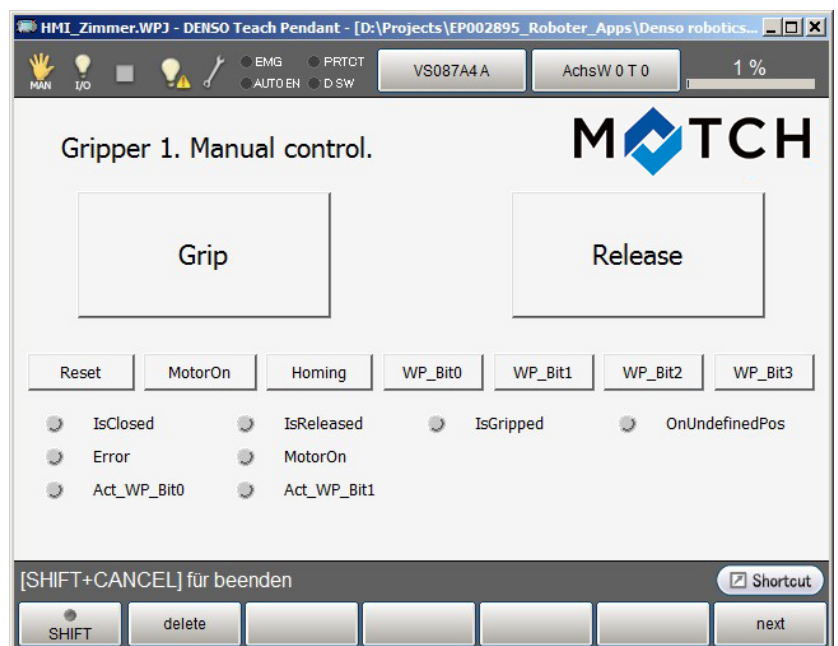 HMI_Zimmer.WPJ - DENSO Teach Pendant - [D:\Projects\EP002895_Roboter_Apps\Denso robotics...
MAN I/O EMG PRTCT AUTO EN D SW VS087A4 A AchsW 0 T 0 1 %
Gripper 1. Manual control. MATCH
Grip Release
Reset MotorOn Homing WP_Bit0 WP_Bit1 WP_Bit2 WP_Bit3
IsClosed IsReleased IsGripped OnUndefinedPos
Error MotorOn
Act_WP_Bit0 Act_WP_Bit1
[SHIFT+CANCEL] für beenden Shortcut
SHIFT delete next